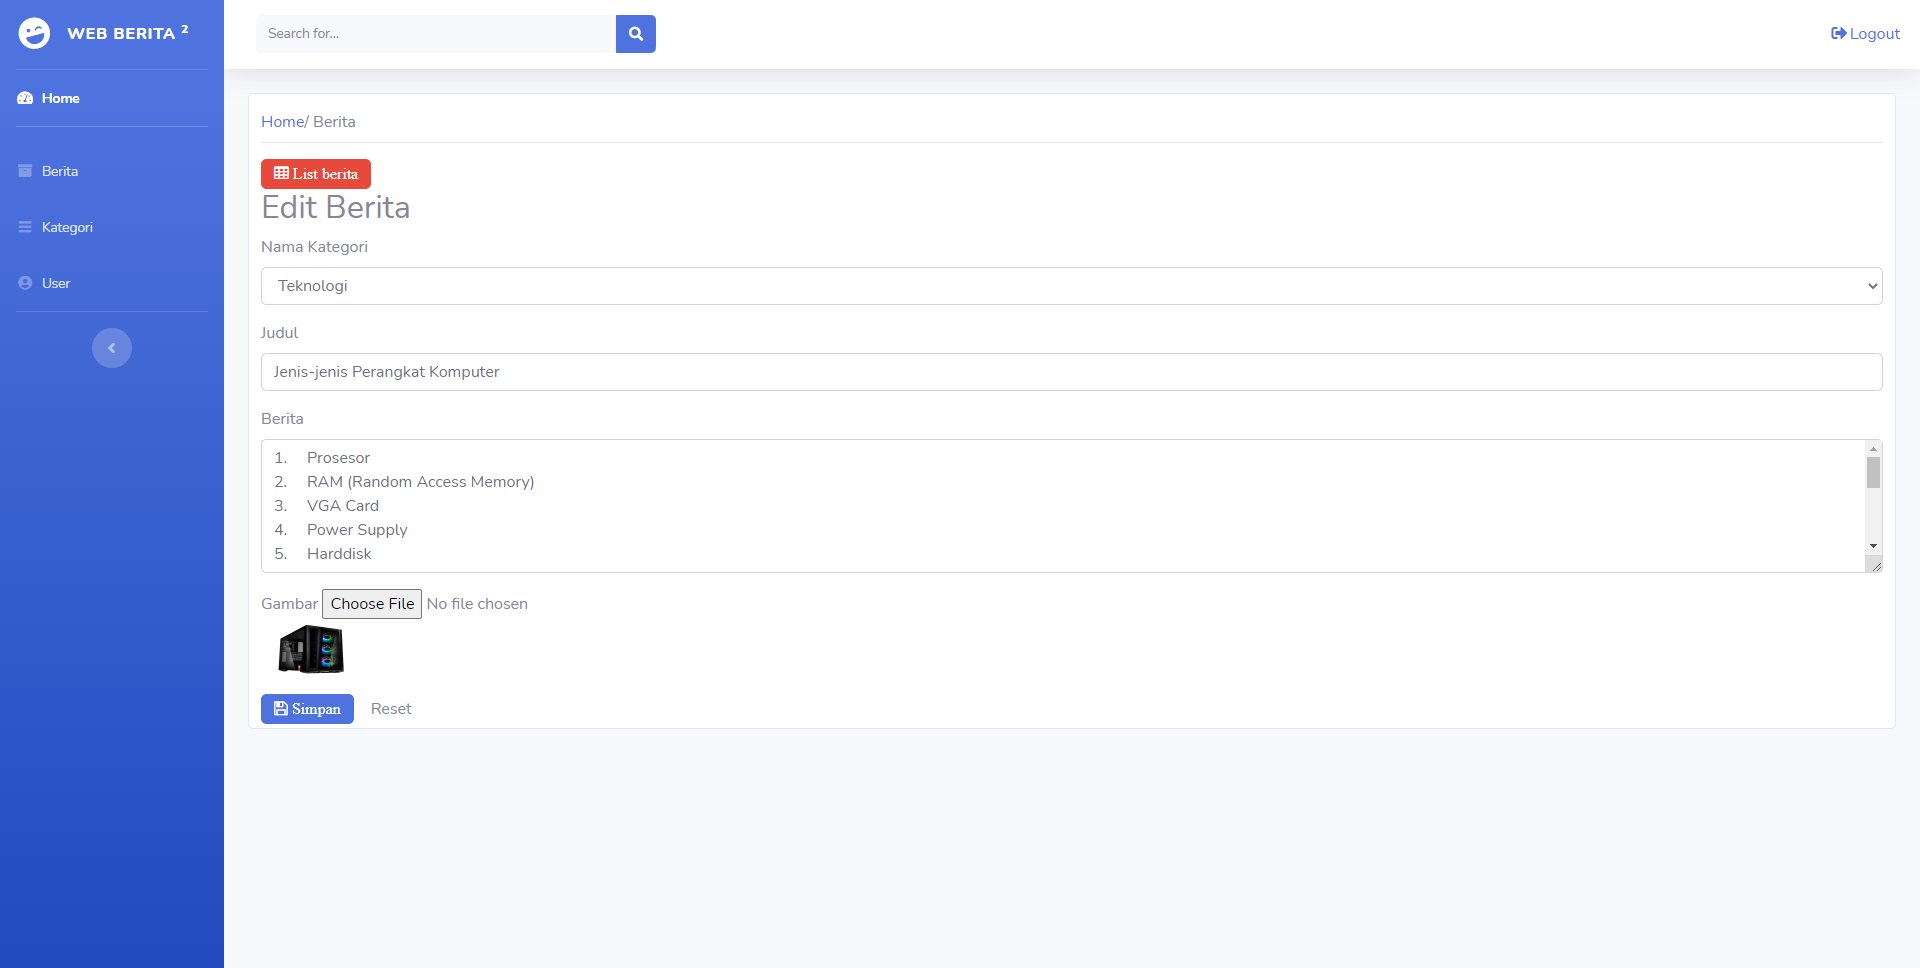 WEB BERITA 2
Search for...
Logout
Home
Berita
Kategori
User
Home/ Berita
List berita
Edit Berita
Nama Kategori
Teknologi
Judul
Jenis-jenis Perangkat Komputer
Berita
1. Prosesor
2. RAM (Random Access Memory)
3. VGA Card
4. Power Supply
5. Harddisk
Gambar Choose File No file chosen
Simpan Reset